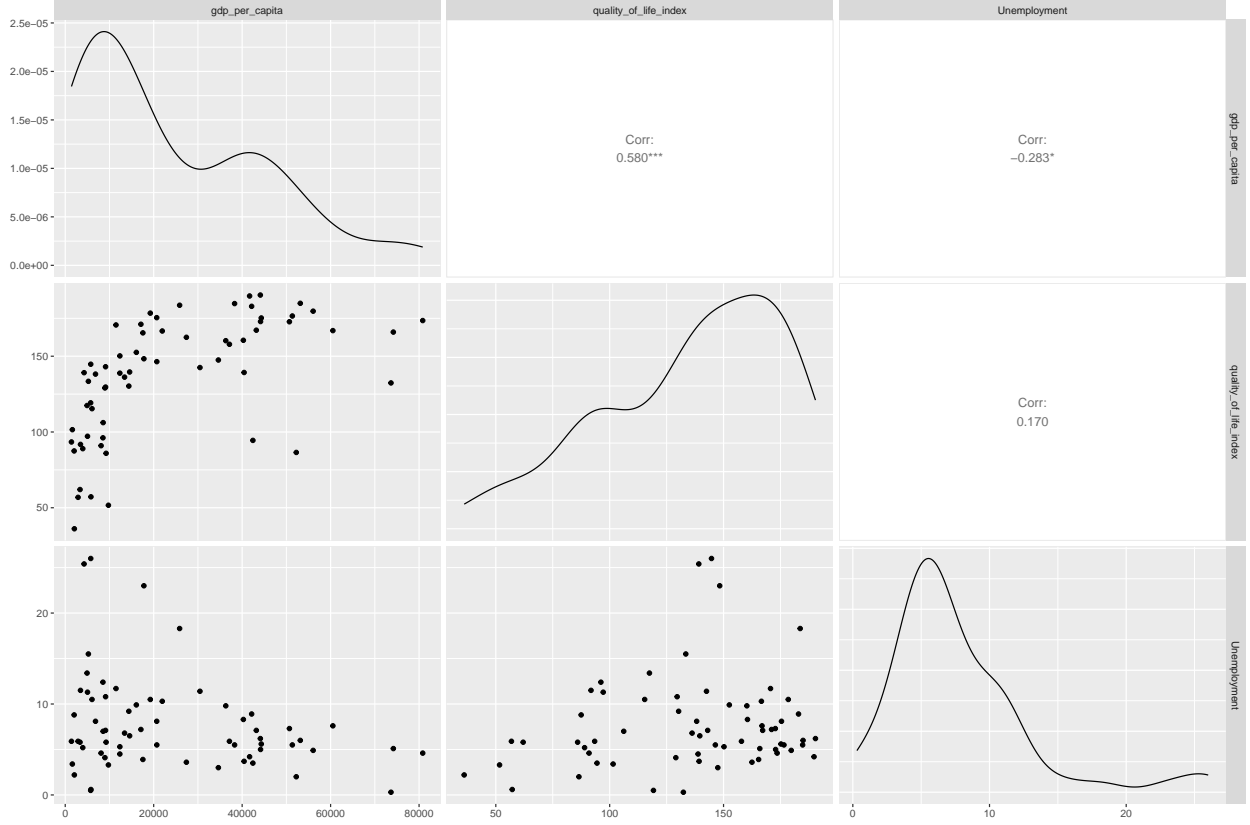 gdp_per_capita quality_of_life_index Unemployment
2.5e−05
2.0e−05
1.5e−05
1.0e−05
5.0e−06
0.0e+00
Corr:
0.580***
Corr:
−0.283*
gdp_per_capita
150
100
50
Corr:
0.170
quality_of_life_index
20
10
0
Unemployment
0 20000 40000 60000 80000 50 100 150 0 10 20